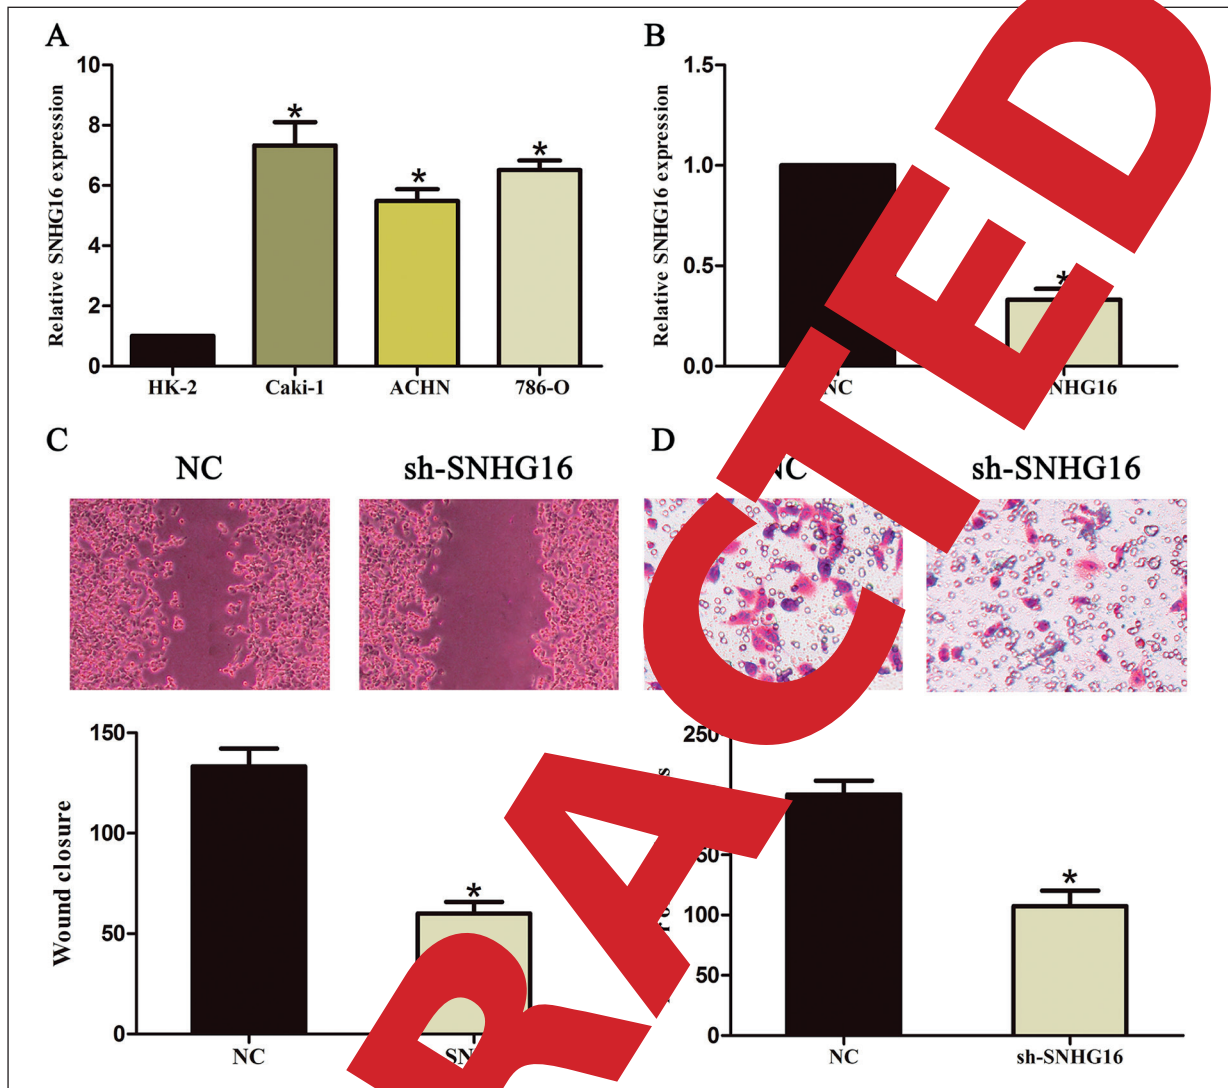 A
Relative SNHG16 expression
10
8
6
4
2
0
*
*
*
HK-2
Caki-1
ACHN
786-O
B
Relative SNHG16 expression
1.5
1.0
0.5
0.0
*
NC
NHG16
C
NC
sh-SNHG16
D
NC
sh-SNHG16
Wound closure
150
100
50
0
*
NC
SN
250
100
50
0
*
NC
sh-SNHG16
RACTED